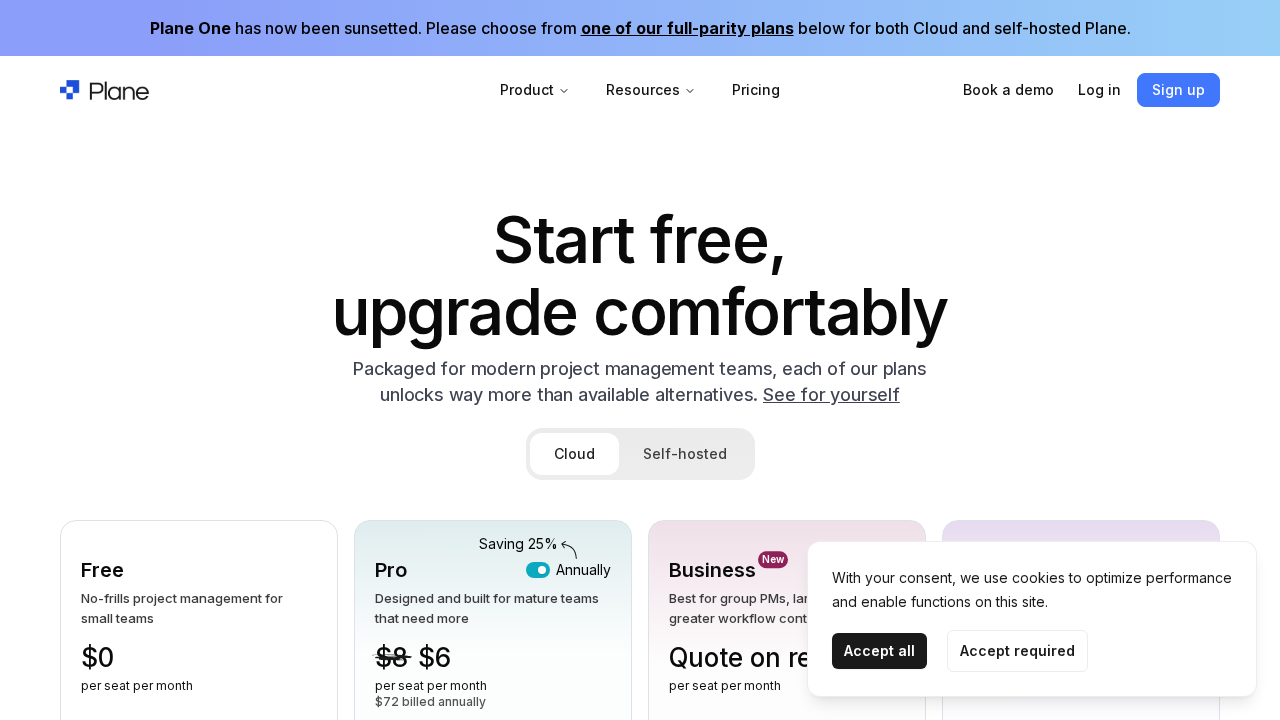 Plane One has now been sunsetted. Please choose from one of our full-parity plans below for both Cloud and self-hosted Plane.
Plane
Product
Resources
Pricing
Book a demo
Log in
Sign up
Start free,
upgrade comfortably
Packaged for modern project management teams, each of our plans
unlocks way more than available alternatives. See for yourself
Cloud
Self-hosted
Free
No-frills project management for
small teams
$0
per seat per month
Saving 25%
Pro
Annually
Designed and built for mature teams
that need more
$8 $6
per seat per month
$72 billed annually
Business
New
Best for group PMs,
greater workflow
Quote on
per seat per month
With your consent, we use cookies to optimize performance
and enable functions on this site.
Accept all
Accept required